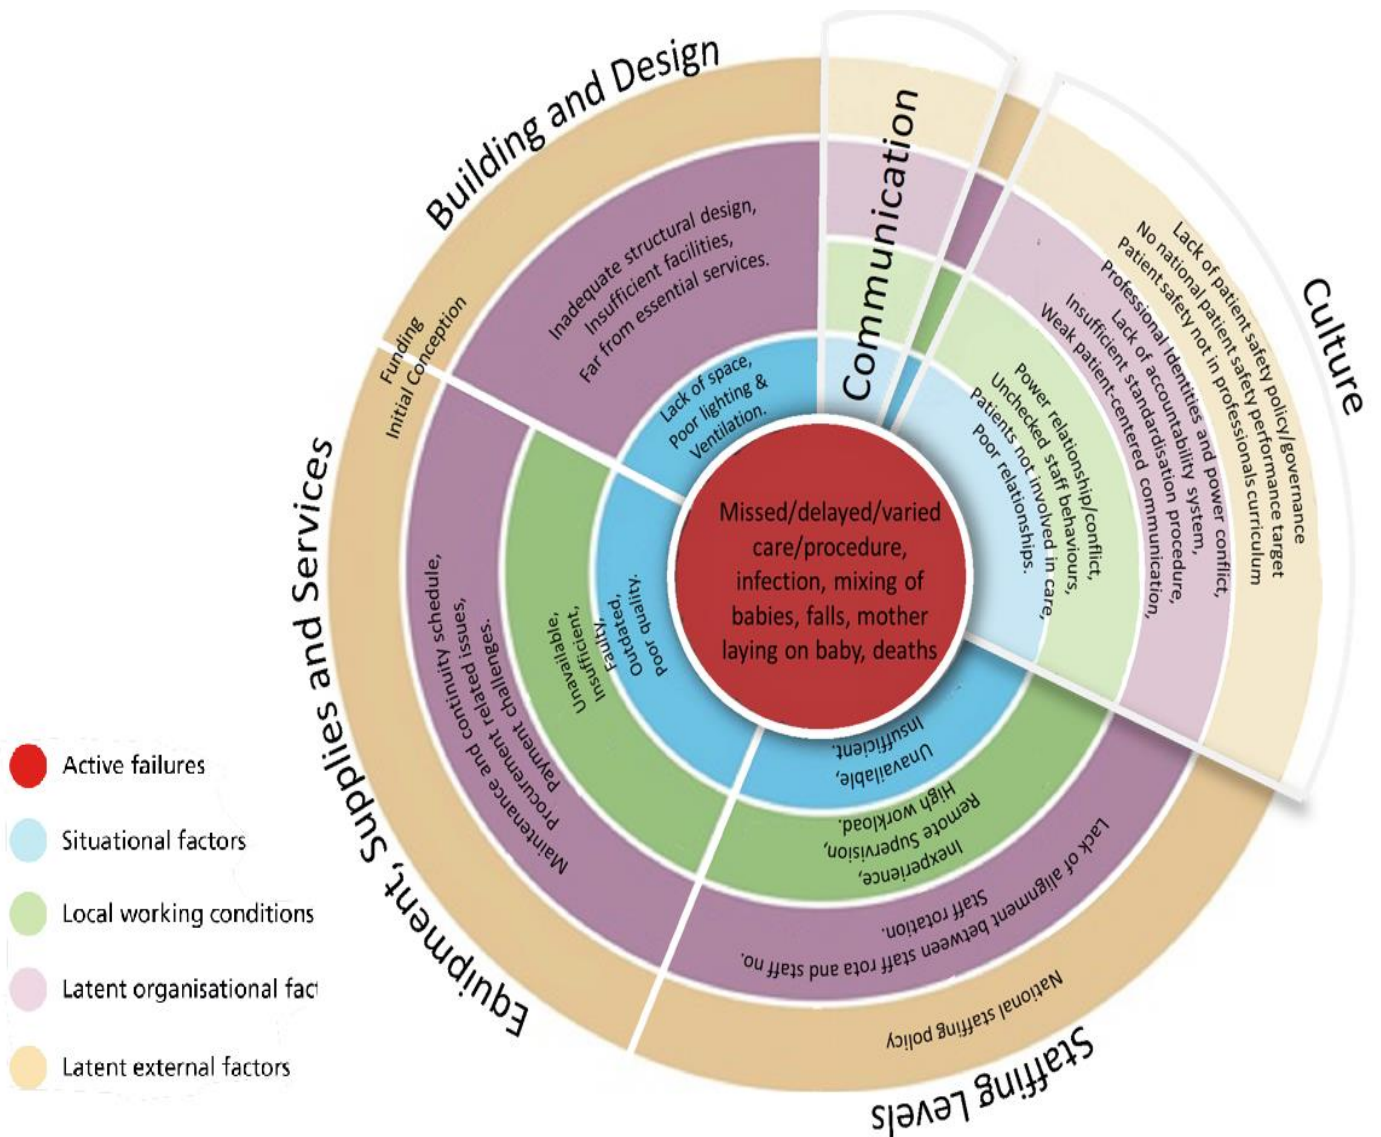 Building and Design
Funding
Initial Conception
Inadequate structural design,
Insufficient facilities,
Far from essential services.
Lack of space,
Poor lighting &
Ventilation.
Communication
Culture
Lack of patient safety policy/governance
No national patient safety performance target
Patient safety not in professionals curriculum
Professional identities and power conflict,
Lack of accountability system,
Insufficient standardisation procedure,
Weak patient-centered communication,
Power relationship/conflict,
Unchecked staff behaviours,
Patients not involved in care,
Poor relationships.
Missed/delayed/varied
care/procedure,
infection, mixing of
babies, falls, mother
laying on baby, deaths
Equipment, Supplies and Services
Maintenance and continuity schedule,
Procurement related issues,
Payment challenges.
Unavailable,
Insufficient,
Faulty,
Outdated,
Poor quality.
Staffing Levels
National staffing policy
Lack of alignment between staff rota and staff no.
Staff rotation.
Inexperience,
Remote Supervision,
High workload.
Unavailable,
Insufficient.
Active failures
Situational factors
Local working conditions
Latent organisational fact
Latent external factors